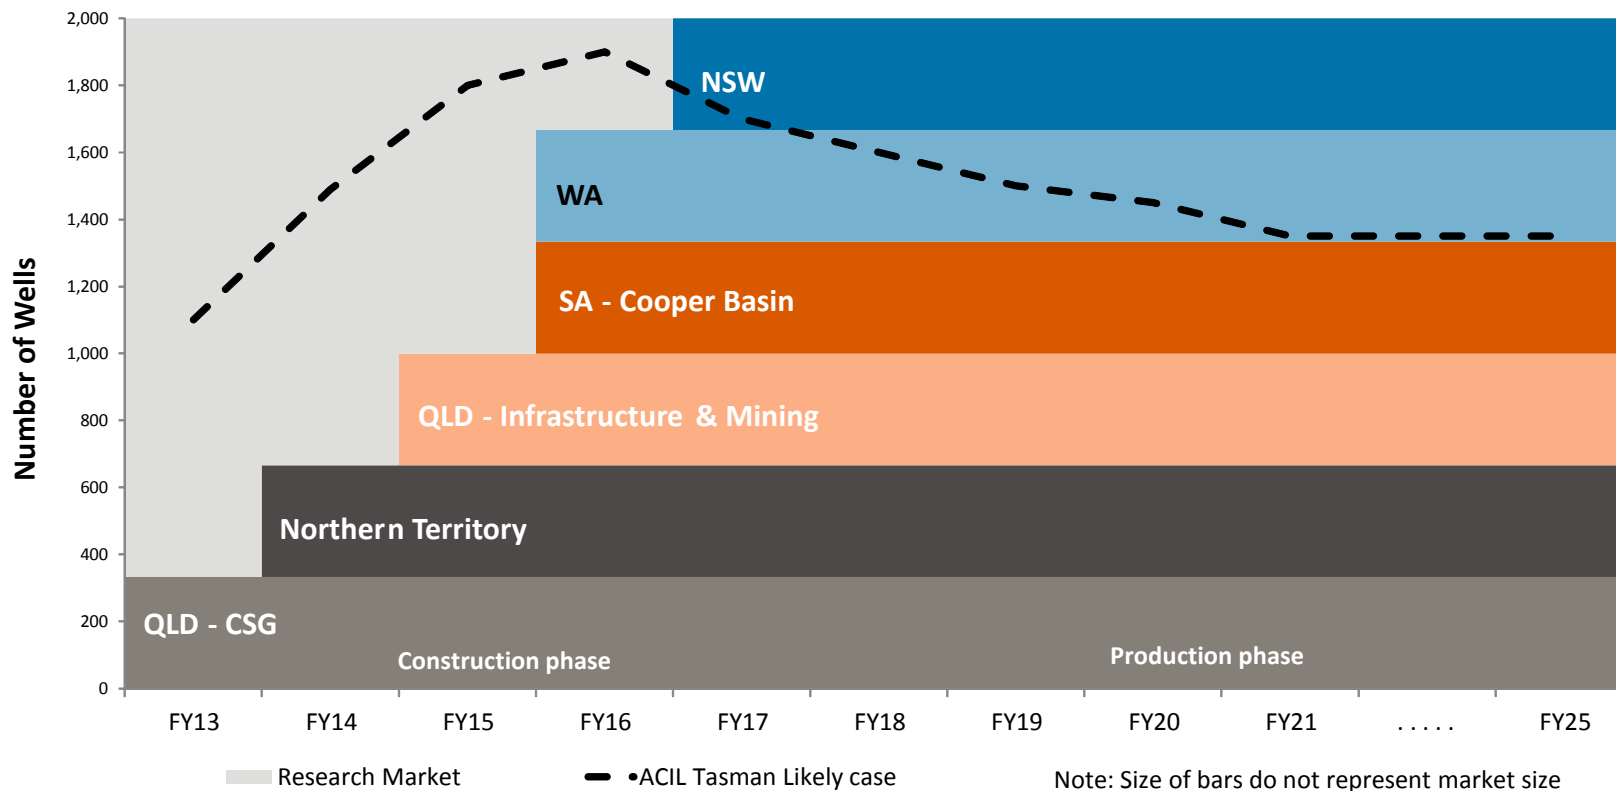 Number of Wells
2,000
1,800
1,600
1,400
1,200
1,000
800
600
400
200
0
NSW
WA
SA - Cooper Basin
QLD - Infrastructure & Mining
Northern Territory
QLD - CSG
Construction phase
Production phase
FY13 FY14 FY15 FY16 FY17 FY18 FY19 FY20 FY21 ..... FY25
Research Market ACIL Tasman Likely case Note: Size of bars do not represent market size